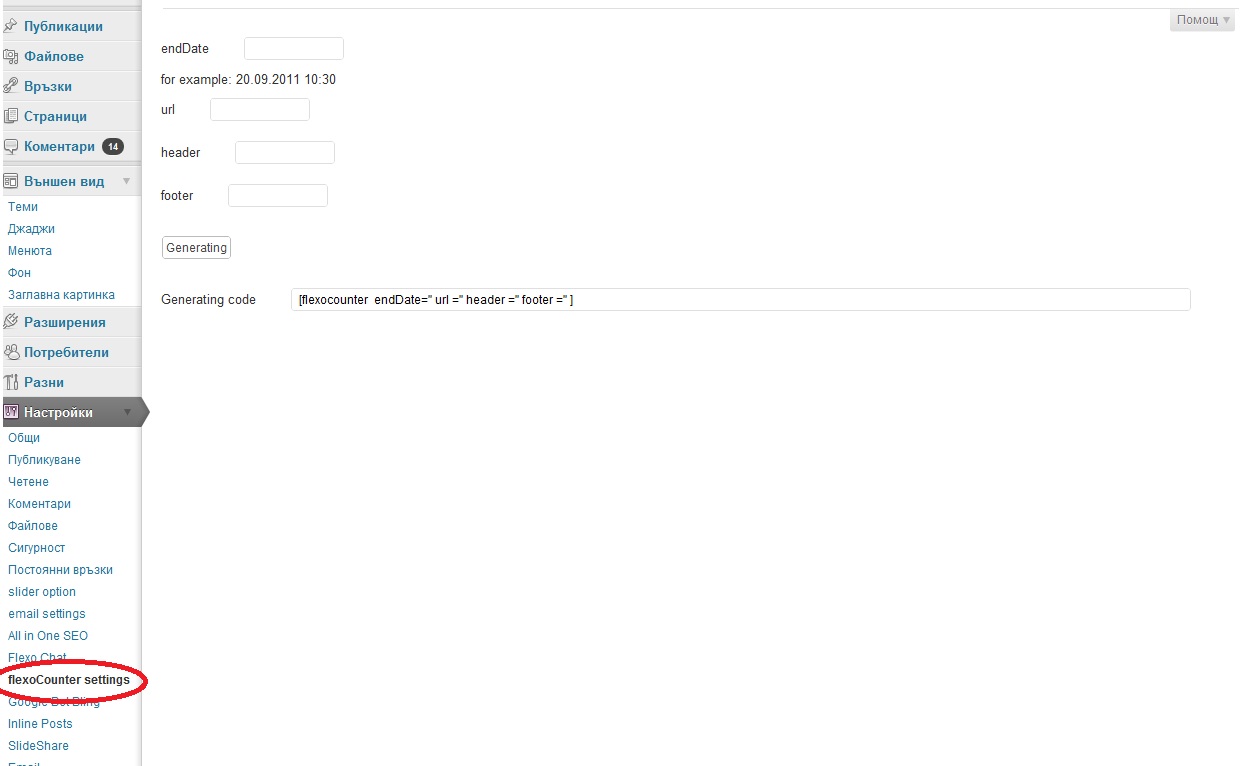 Публикации
Файлове
Връзки
Страници
Коментари 14
Външен вид
Теми
Джаджи
Менюта
Фон
Заглавна картинка
Разширения
Потребители
Разни
Настройки
Общи
Публикуване
Четене
Коментари
Файлове
Сигурност
Постоянни връзки
slider option
email settings
All in One SEO
Flexo Chat
flexoCounter settings
Google Bot Bling
Inline Posts
SlideShare
Помощ
endDate
for example: 20.09.2011 10:30
url
header
footer
Generating
Generating code [flexocounter endDate='' url ='' header ='' footer ='' ]